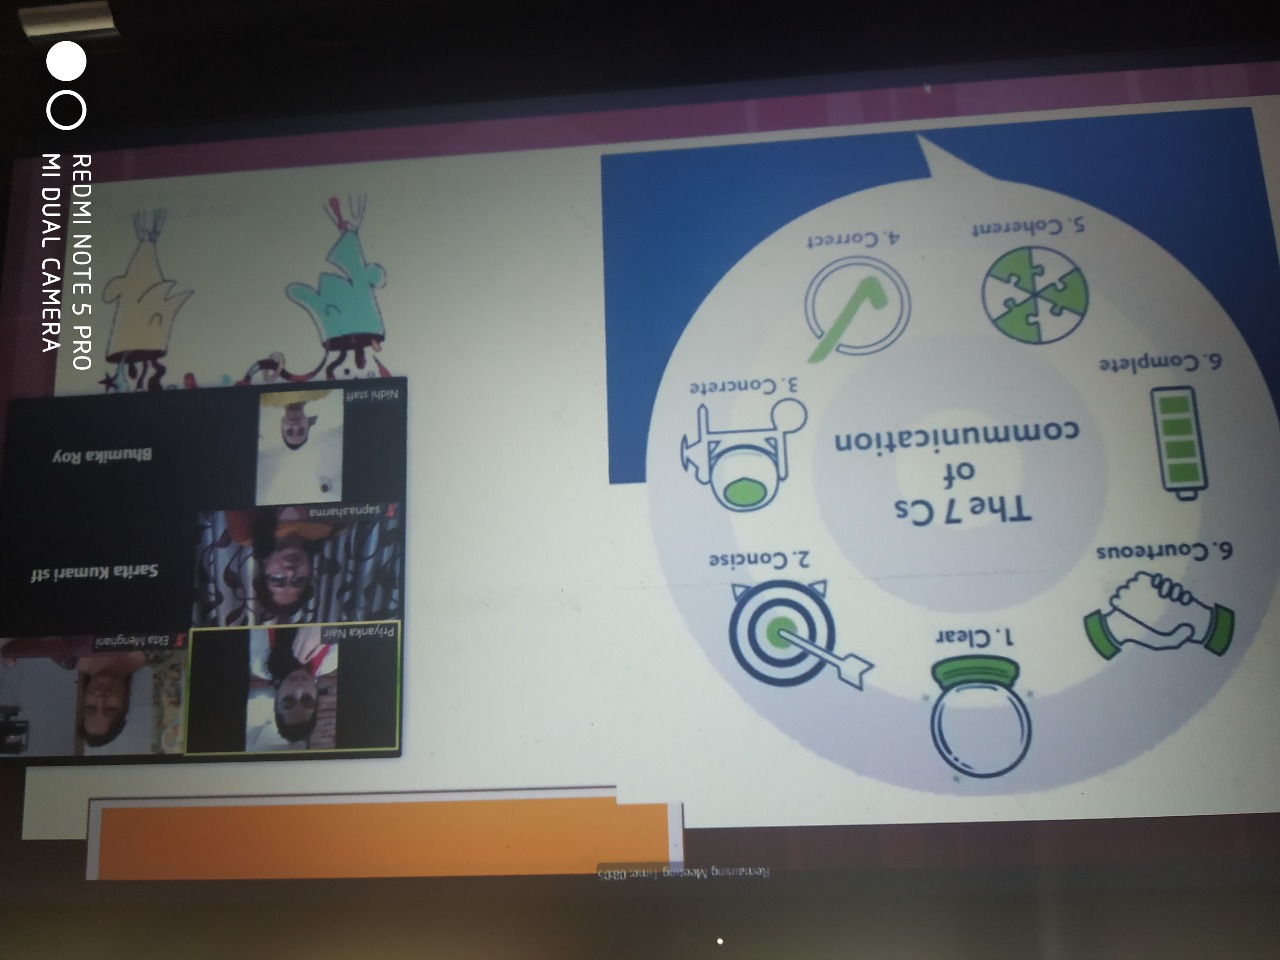 Remaining Meeting Time: 08:05
1. Clear
2. Concise
3. Concrete
4. Correct
5. Coherent
6. Complete
6. Courteous
The 7 Cs
of
communication
Priyanka Nair
Ekta Menghani
sapna.sharma
Sarita Kumari stf
Nidhi staff
Bhumika Roy
REDMI NOTE 5 PRO
MI DUAL CAMERA